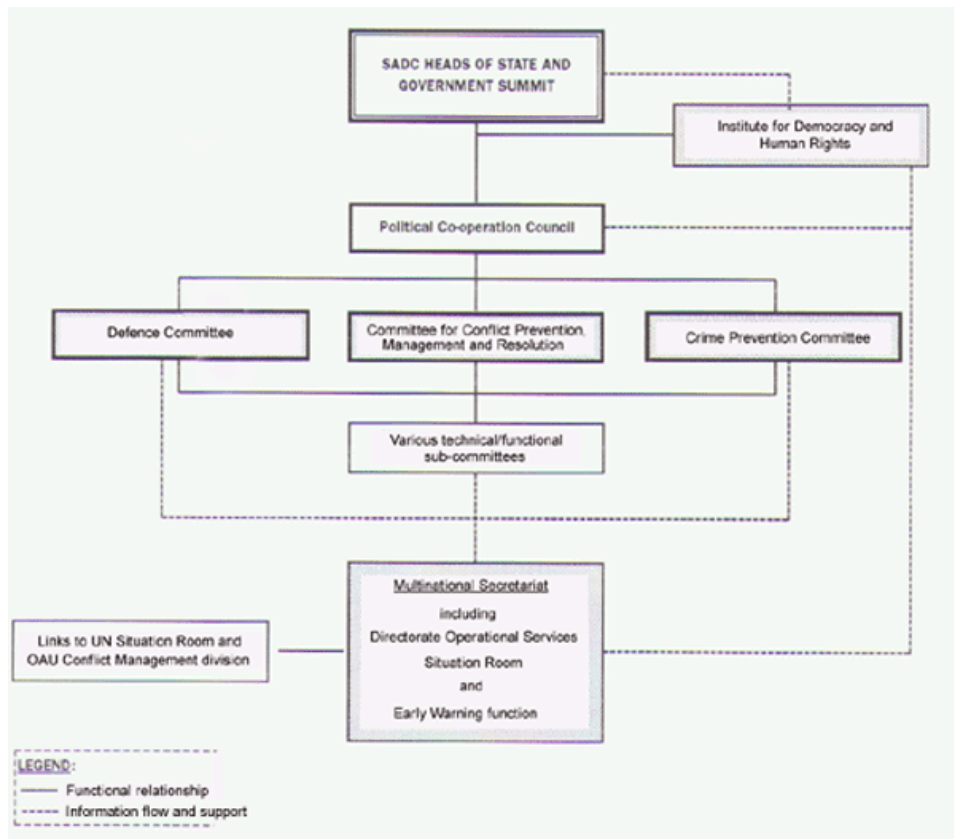 SADC HEADS OF STATE AND
GOVERNMENT SUMMIT
Institute for Democracy and
Human Rights
Political Co-operation Council
Defence Committee
Committee for Conflict Prevention,
Management and Resolution
Crime Prevention Committee
Various technical/functional
sub-committees
Multinational Secretariat
including
Directorate Operational Services
Situation Room
and
Early Warning function
Links to UN Situation Room and
OAU Conflict Management division
LEGEND:
Functional relationship
Information flow and support